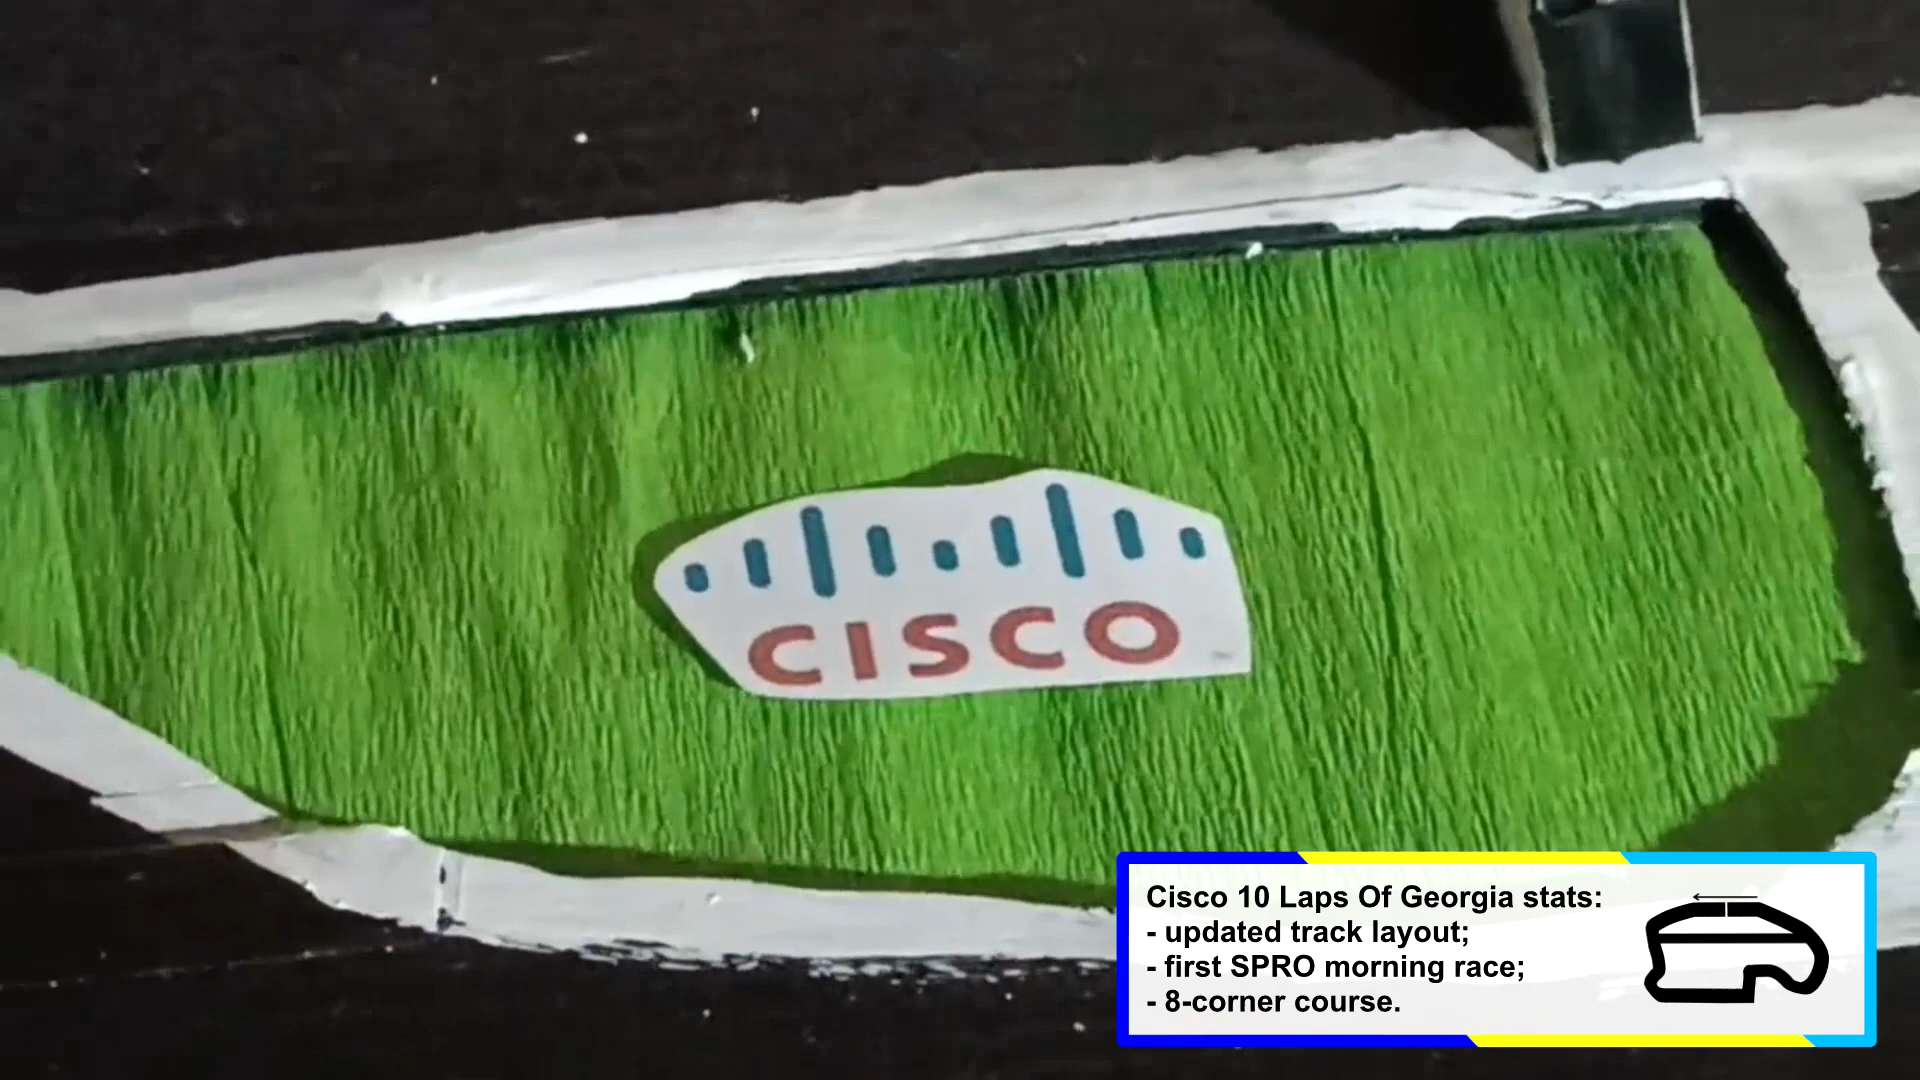 CISCO
Cisco 10 Laps Of Georgia stats:
- updated track layout;
- first SPRO morning race;
- 8-corner course.